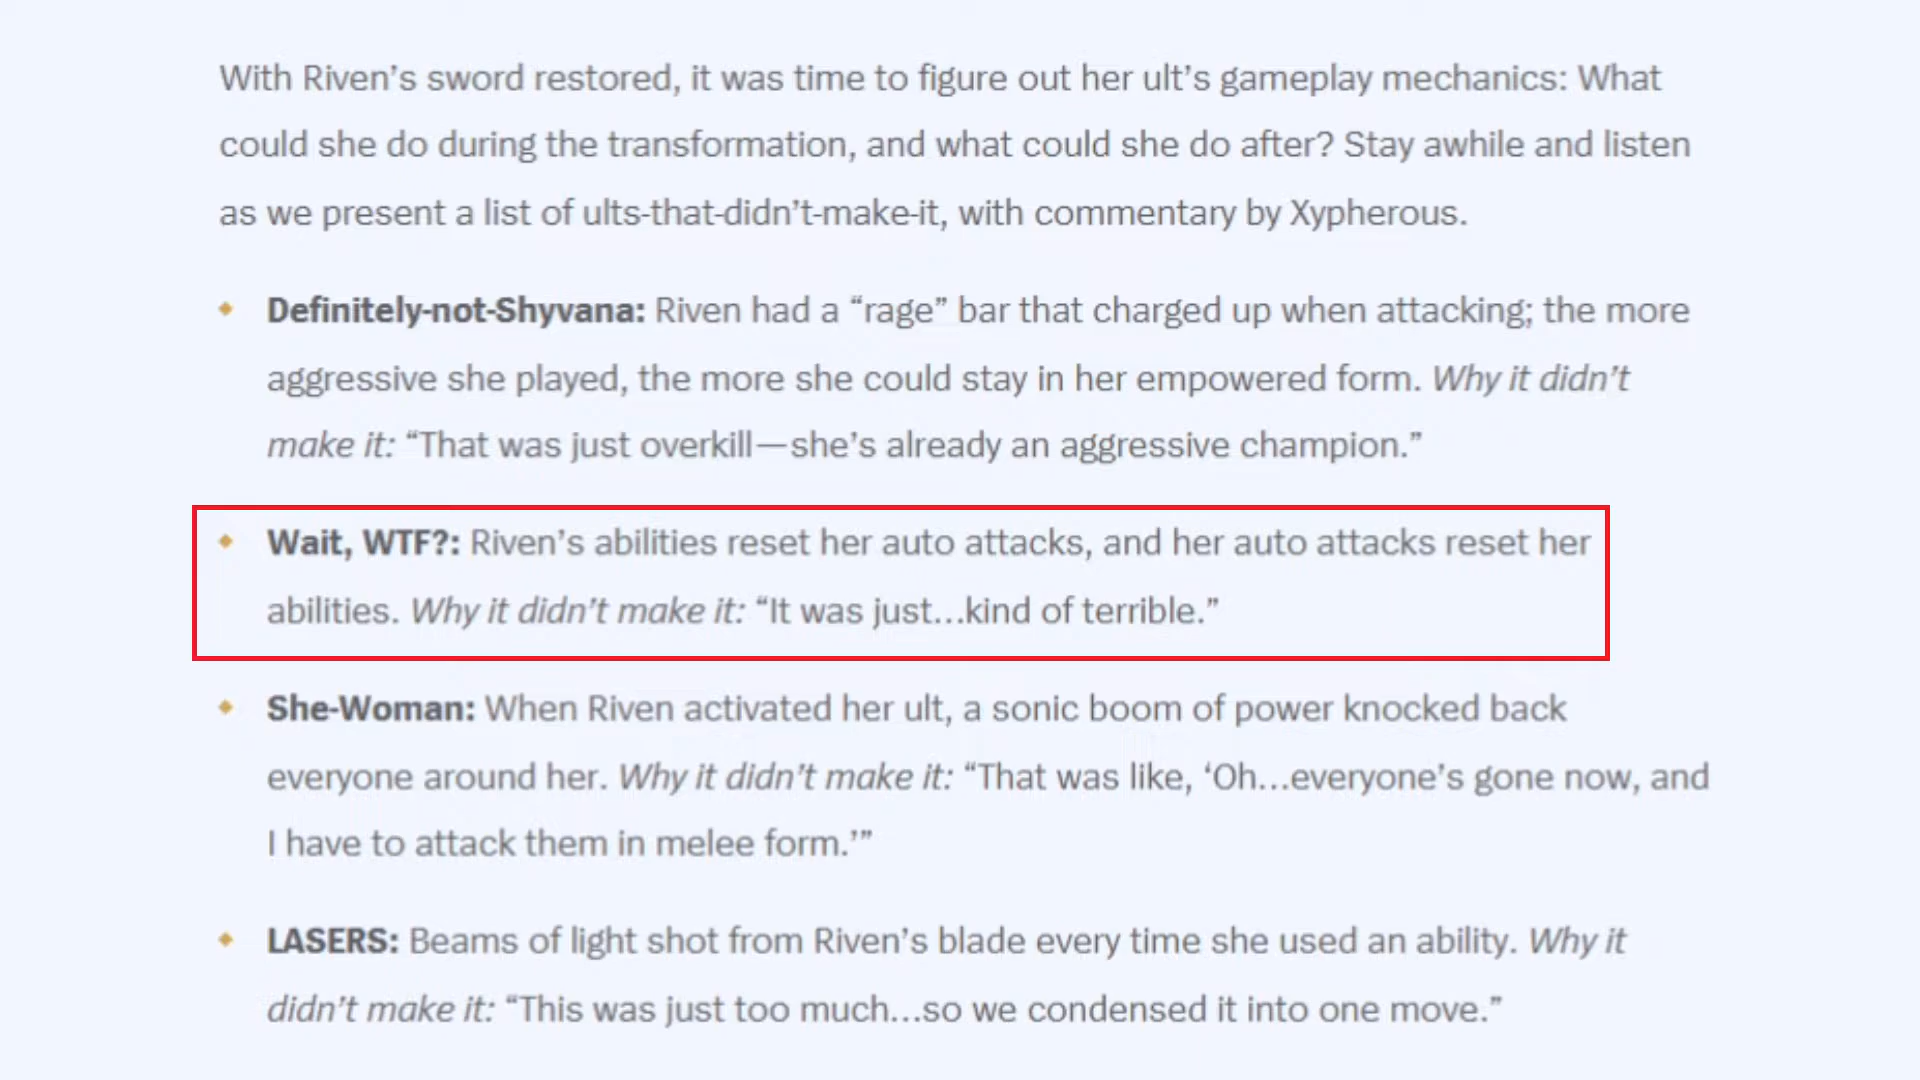 With Riven’s sword restored, it was time to figure out her ult’s gameplay mechanics: What
could she do during the transformation, and what could she do after? Stay awhile and listen
as we present a list of ults-that-didn’t-make-it, with commentary by Xypherous.
Definitely-not-Shyvana: Riven had a “rage” bar that charged up when attacking; the more
aggressive she played, the more she could stay in her empowered form. Why it didn’t
make it: “That was just overkill—she’s already an aggressive champion.”
Wait, WTF?: Riven’s abilities reset her auto attacks, and her auto attacks reset her
abilities. Why it didn’t make it: “It was just...kind of terrible.”
She-Woman: When Riven activated her ult, a sonic boom of power knocked back
everyone around her. Why it didn’t make it: “That was like, ‘Oh...everyone’s gone now, and
I have to attack them in melee form.’”
LASERS: Beams of light shot from Riven’s blade every time she used an ability. Why it
didn’t make it: “This was just too much...so we condensed it into one move.”